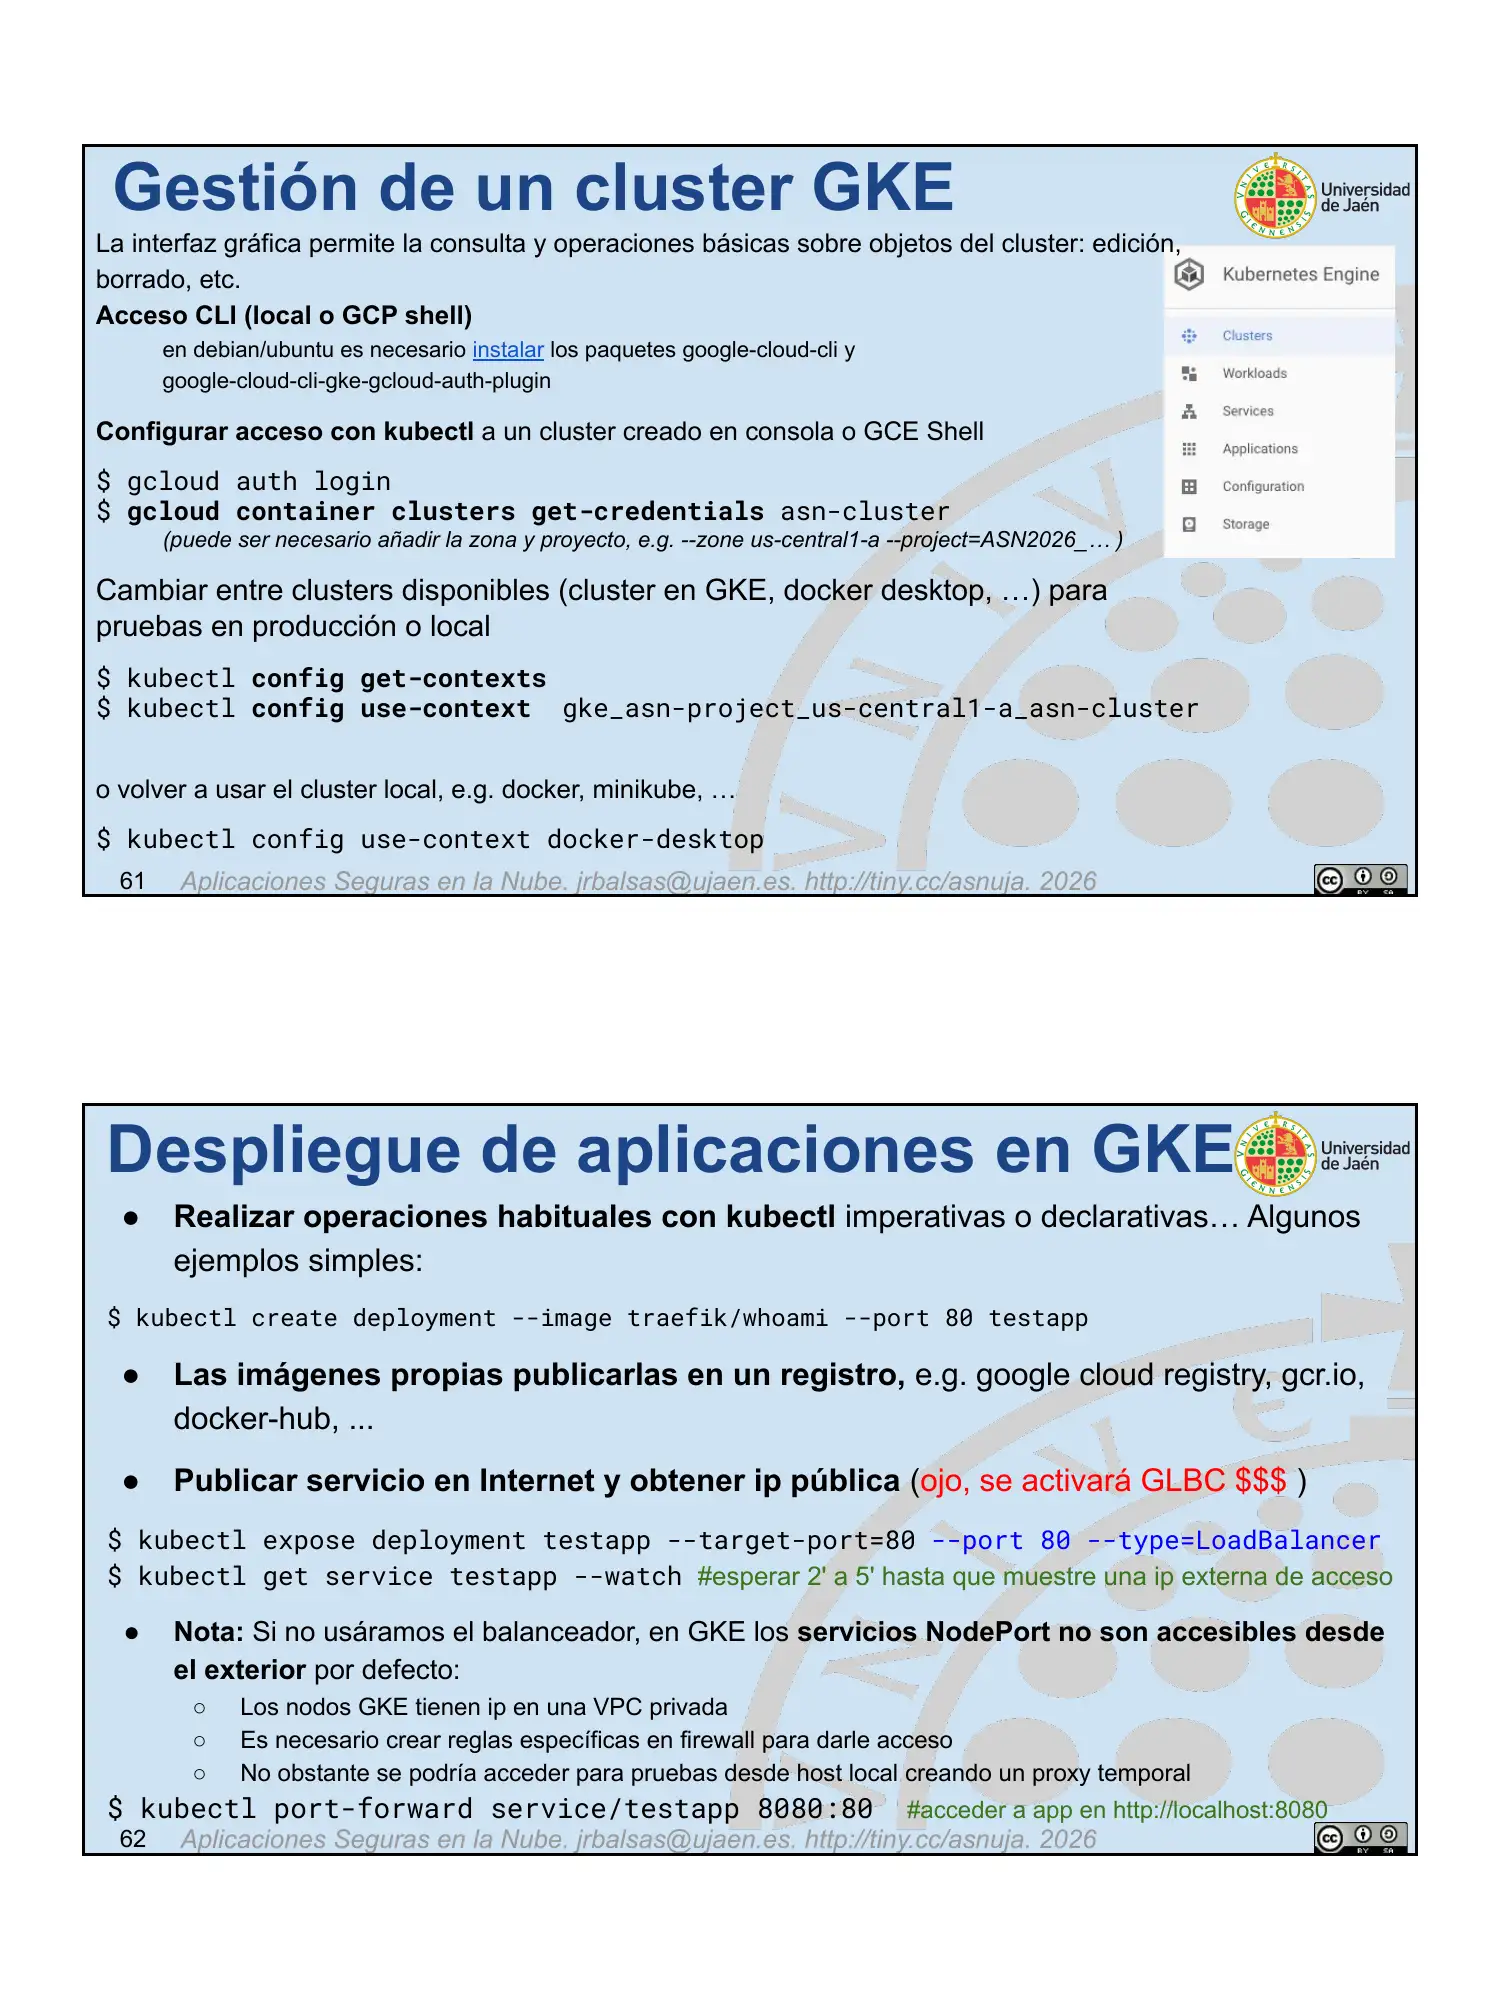 Gestión de un cluster GKE
Universidad
de Jaén
La interfaz gráfica permite la consulta y operaciones básicas sobre objetos del cluster: edición,
borrado, etc.
Kubernetes Engine
Clusters
Workloads
Services
Applications
Configuration
Storage
Acceso CLI (local o GCP shell)
en debian/ubuntu es necesario instalar los paquetes google-cloud-cli y
google-cloud-cli-gke-gcloud-auth-plugin
Configurar acceso con kubectl a un cluster creado en consola o GCE Shell
$ gcloud auth login
$ gcloud container clusters get-credentials asn-cluster
(puede ser necesario añadir la zona y proyecto, e.g. --zone us-central1-a --project=ASN2026_… )
Cambiar entre clusters disponibles (cluster en GKE, docker desktop, …) para
pruebas en producción o local
$ kubectl config get-contexts
$ kubectl config use-context  gke_asn-project_us-central1-a_asn-cluster
o volver a usar el cluster local, e.g. docker, minikube, …
$ kubectl config use-context docker-desktop
61 Aplicaciones Seguras en la Nube. jrbalsas@ujaen.es. http://tiny.cc/asnuja. 2026
cc BY SA
Despliegue de aplicaciones en GKE
Universidad
de Jaén
● Realizar operaciones habituales con kubectl imperativas o declarativas… Algunos
ejemplos simples:
$ kubectl create deployment --image traefik/whoami --port 80 testapp
● Las imágenes propias publicarlas en un registro, e.g. google cloud registry, gcr.io,
docker-hub, ...
● Publicar servicio en Internet y obtener ip pública (ojo, se activará GLBC $$$ )
$ kubectl expose deployment testapp --target-port=80 --port 80 --type=LoadBalancer
$ kubectl get service testapp --watch #esperar 2' a 5' hasta que muestre una ip externa de acceso
● Nota: Si no usáramos el balanceador, en GKE los servicios NodePort no son accesibles desde
el exterior por defecto:
○ Los nodos GKE tienen ip en una VPC privada
○ Es necesario crear reglas específicas en firewall para darle acceso
○ No obstante se podría acceder para pruebas desde host local creando un proxy temporal
$ kubectl port-forward service/testapp 8080:80 #acceder a app en http://localhost:8080
62 Aplicaciones Seguras en la Nube. jrbalsas@ujaen.es. http://tiny.cc/asnuja. 2026
cc BY SA